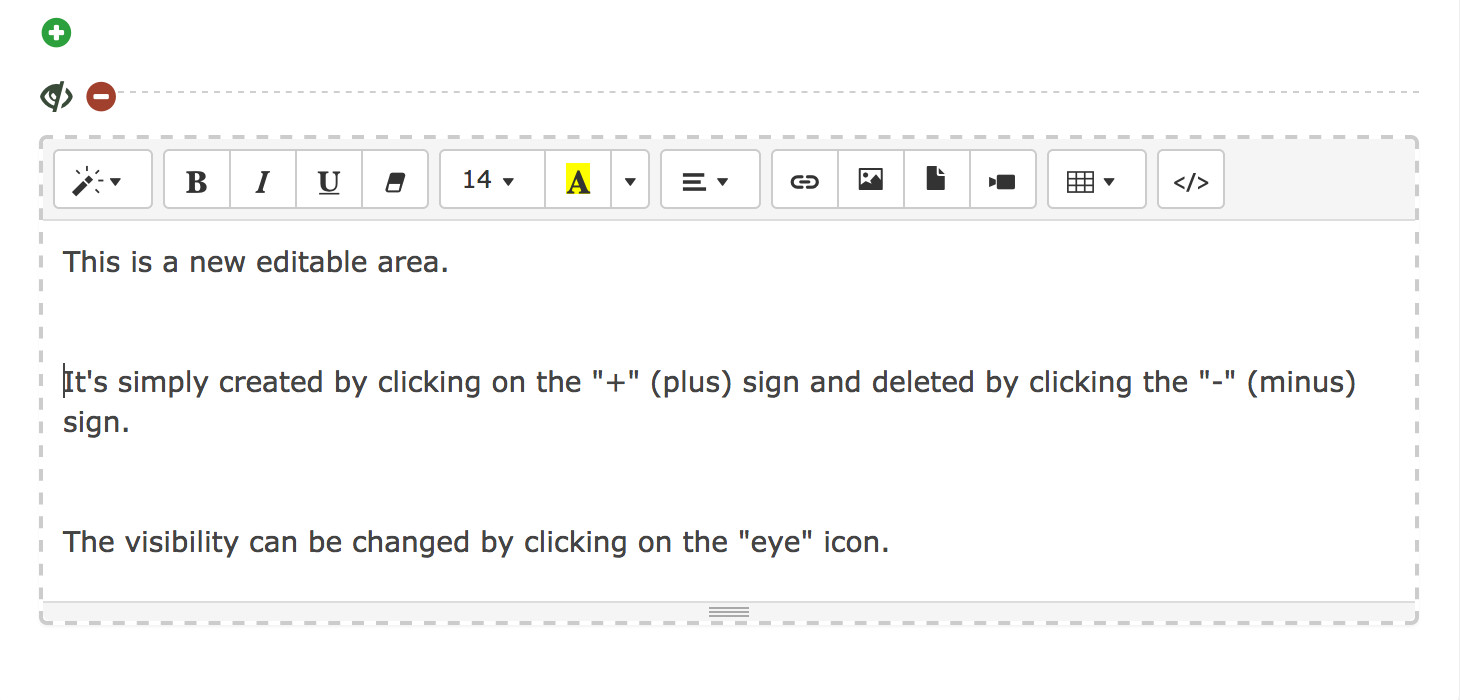 B I U 14 A </>
This is a new editable area.
It's simply created by clicking on the "+" (plus) sign and deleted by clicking the "-" (minus)
sign.
The visibility can be changed by clicking on the "eye" icon.